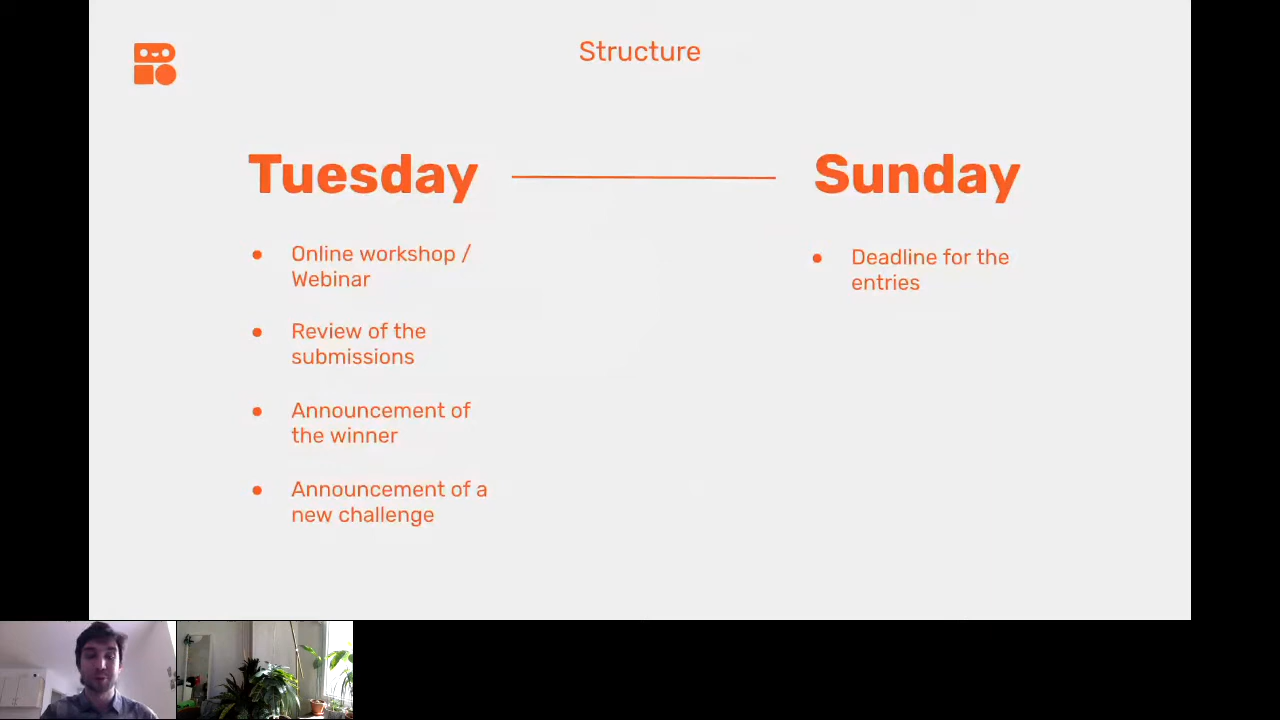 Structure
Tuesday
Online workshop /
Webinar
Review of the
submissions
Announcement of
the winner
Announcement of a
new challenge
Sunday
Deadline for the
entries